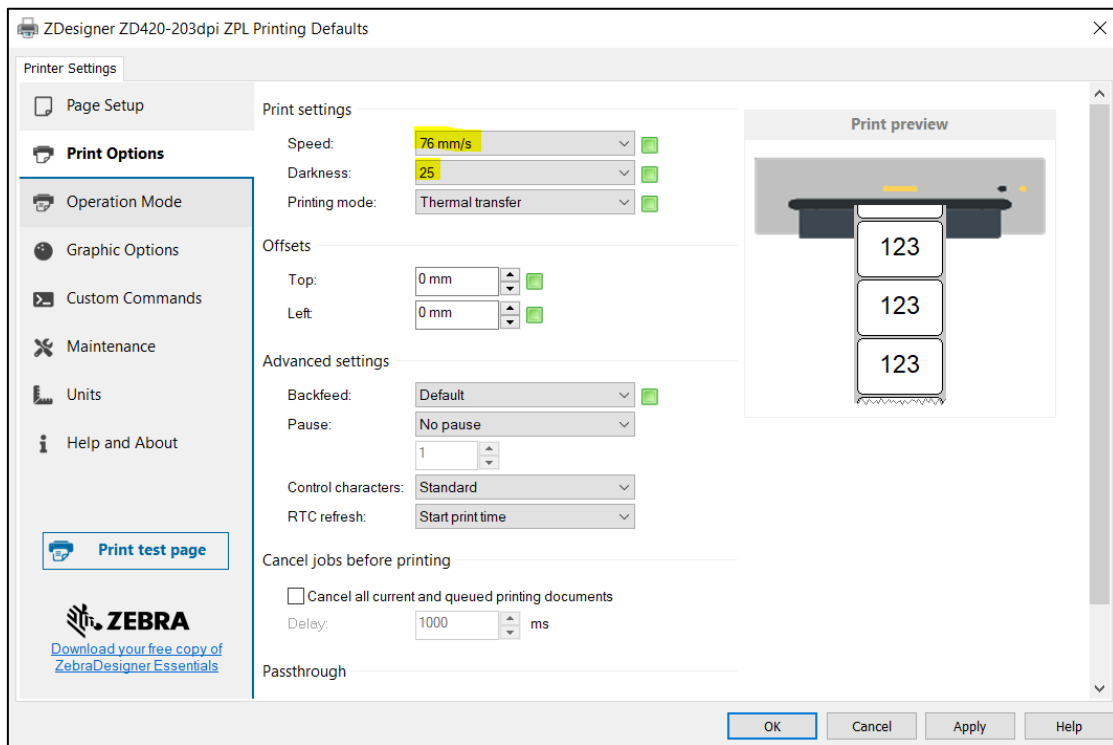 ZDesigner ZD420-203dpi ZPL Printing Defaults
Printer Settings
Page Setup
Print Options
Operation Mode
Graphic Options
Custom Commands
Maintenance
Units
Help and About
Print test page
ZEBRA
Download your free copy of
ZebraDesigner Essentials
Print settings
Speed: 76 mm/s
Darkness: 25
Printing mode: Thermal transfer
Offsets
Top: 0 mm
Left: 0 mm
Advanced settings
Backfeed: Default
Pause: No pause
1
Control characters: Standard
RTC refresh: Start print time
Cancel jobs before printing
Cancel all current and queued printing documents
Delay: 1000 ms
Passthrough
Print preview
123
123
123
OK Cancel Apply Help